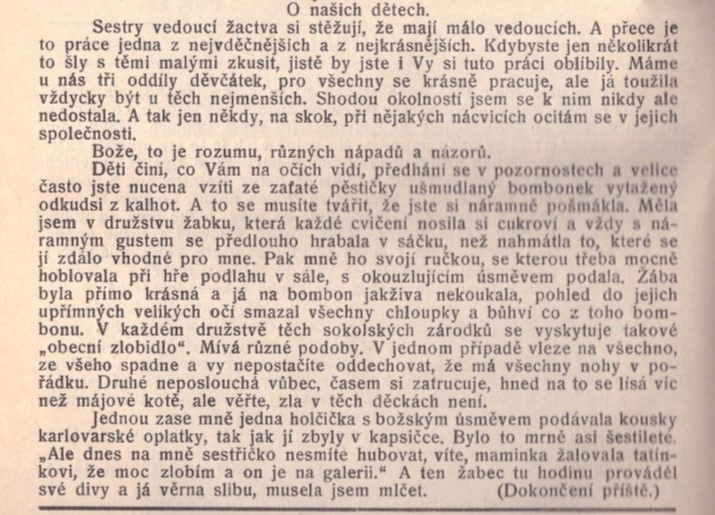 O našich dětech.
Sestry vedoucí žactva si stěžují, že mají málo vedoucích. A přece je
to práce jedna z nejvděčnějších a z nejkrásnějších. Kdybyste jen několikrát
to šly s těmi malými zkusit, jistě by jste i Vy si tuto práci oblíbily. Máme
u nás tři oddíly děvčátek, pro všechny se krásně pracuje, ale já toužila
vždycky být u těch nejmenších. Shodou okolností jsem se k nim nikdy ale
nedostala. A tak jen někdy, na skok, při nějakých nácvicích ocitám se v jejich
společnosti.
Bože, to je rozumu, různých nápadů a názorů.
Děti činí, co Vám na očích vidí, předhání se v pozornostech a velice
často jste nucena vzíti ze zaťaté pěstičky ušmudlaný bombonek vytažený
odkudsi z kalhot. A to se musíte tvářit, že jste si náramně pošmákla. Měla
jsem v družstvu žabku, která každé cvičení nosila si cukroví a vždy s ná-
ramným gustem se předlouho hrabala v sáčku, než nahmátla to, které se
jí zdálo vhodné pro mne. Pak mně ho svojí ručkou, se kterou třeba mocně
hoblovala při hře podlahu v sále, s okouzlujícím úsměvem podala. Žába
byla přímo krásná a já na bombon jakživa nekoukala, pohled do jejich
upřímných velikých očí smazal všechny chloupky a bůhví co z toho bom-
bonu. V každém družstvě těch sokolských zárodků se vyskytuje takové
„obecní zlobidlo“. Mívá různé podoby. V jednom případě vleze na všechno,
ze všeho spadne a vy nepostačíte oddechovat, že má všechny nohy v po-
řádku. Druhé neposlouchá vůbec, časem si zatrucuje, hned na to se lísá víc
než májové kotě, ale věřte, zla v těch děckách není.
Jednou zase mně jedna holčička s božským úsměvem podávala kousky
karlovarské oplatky, tak jak jí zbyly v kapsičce. Bylo to mrně asi šestileté.
„Ale dnes na mně sestřičko nesmíte hubovat, víte, maminka žalovala tatín-
kovi, že moc zlobím a on je na galerii.“ A ten žabec tu hodinu prováděl
své divy a já věrna slibu, musela jsem mlčet. (Dokončení příště.)